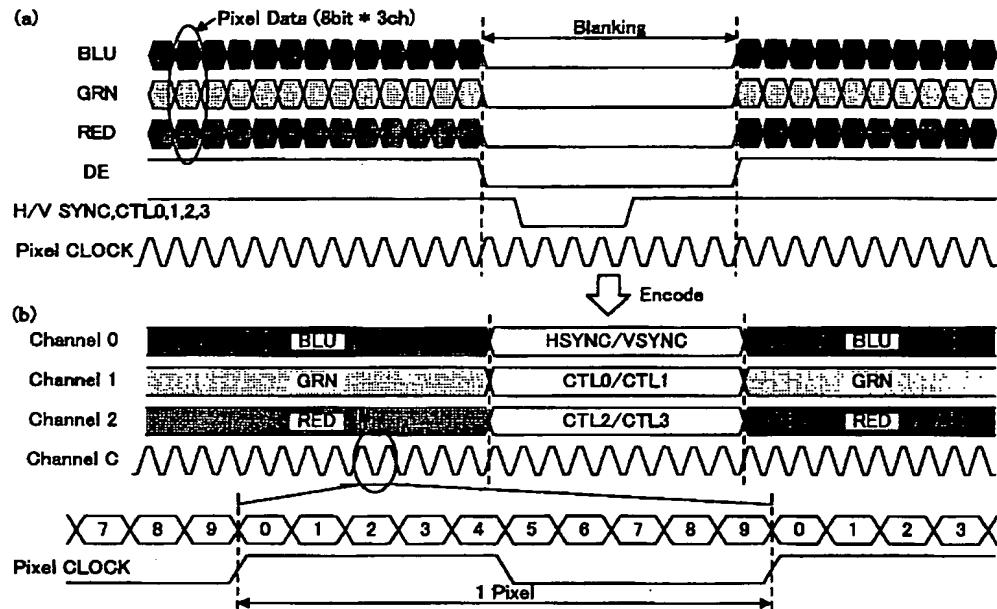 (a)
Pixel Data (8bit * 3ch)
Blanking
BLU
GRN
RED
DE
H/V SYNC,CTL0,1,2,3
Pixel CLOCK
Encode
(b)
Channel 0 BLU HSYNC/VSYNC BLU
Channel 1 GRN CTL0/CTL1 GRN
Channel 2 RED CTL2/CTL3 RED
Channel C
7 8 9 0 1 2 3 4 5 6 7 8 9 0 1 2 3
Pixel CLOCK
1 Pixel